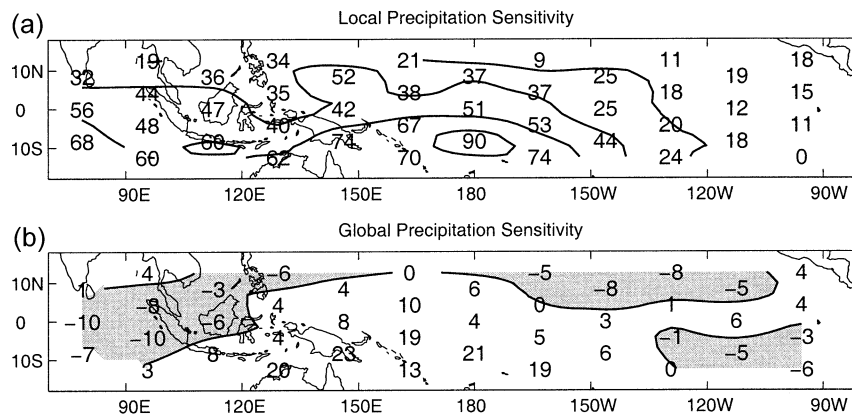 (a)
Local Precipitation Sensitivity
19 34 21 9 11 18
10N 32 36 52 37 25 19
44 35 38 37 18 15
0 56 47 42 51 25 12
48 40 67 53 20 11
10S 68 60 74 90 44 18
60 62 70 74 24 0
90E 120E 150E 180 150W 120W 90W
(b)
Global Precipitation Sensitivity
4 -6 0 -5 -8 4
10N 1 -3 4 6 -8 -5
-8 4 10 0 1 4
0 -10 -6 8 4 3 6
-10 4 19 5 -1 -3
10S -7 8 23 21 6 -5
3 20 13 19 0 -6
90E 120E 150E 180 150W 120W 90W